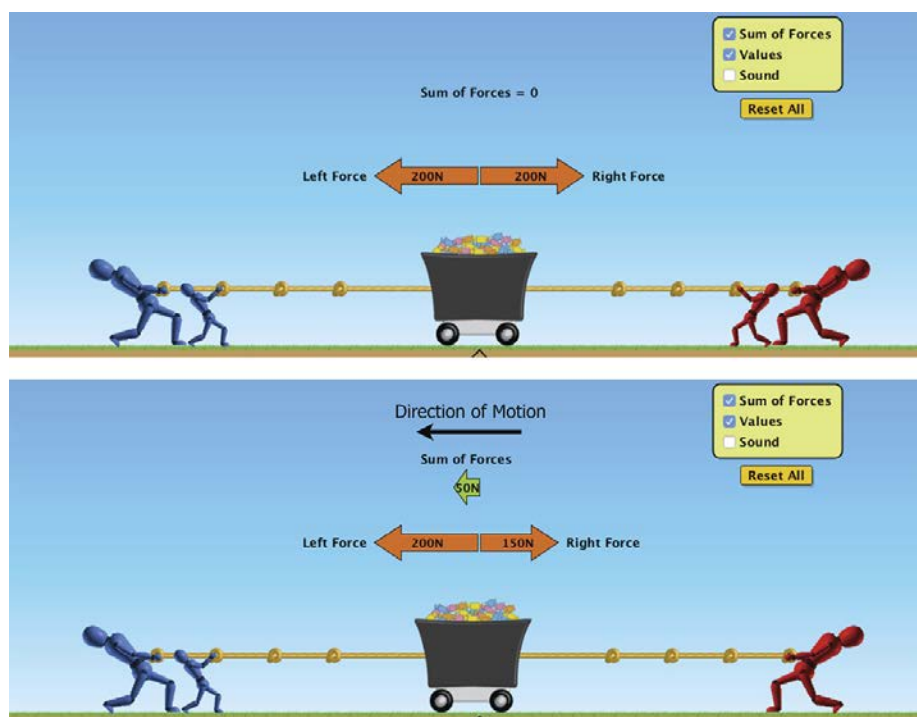 Sum of Forces
Values
Sound
Reset All
Sum of Forces = 0
Left Force
200N
200N
Right Force
Direction of Motion
Sum of Forces
Values
Sound
Reset All
Sum of Forces
50N
Left Force
200N
150N
Right Force